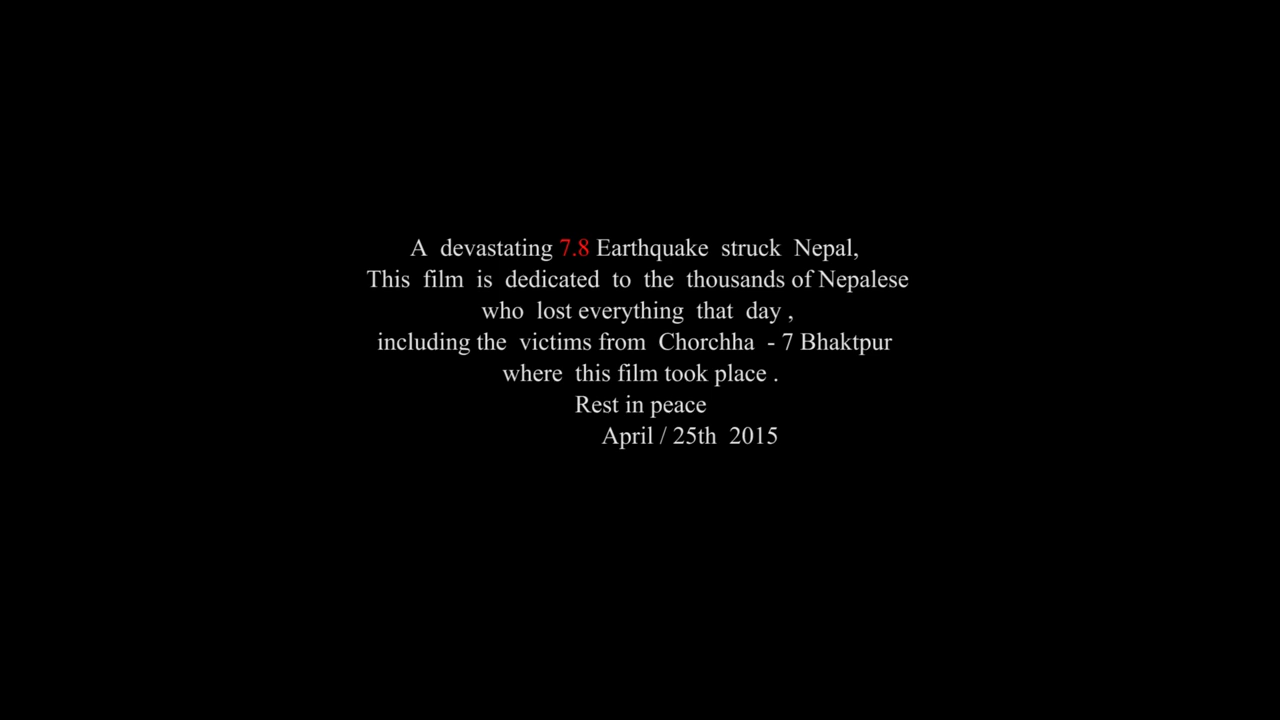 A devastating 7.8 Earthquake struck Nepal,
This film is dedicated to the thousands of Nepalese
who lost everything that day ,
including the victims from Chorchha - 7 Bhaktpur
where this film took place .
Rest in peace
April / 25th 2015